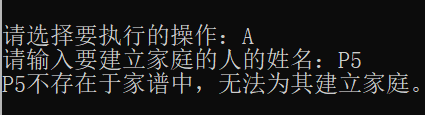 请选择要执行的操作：A
请输入要建立家庭的人的姓名：P5
P5不存在于家谱中，无法为其建立家庭。